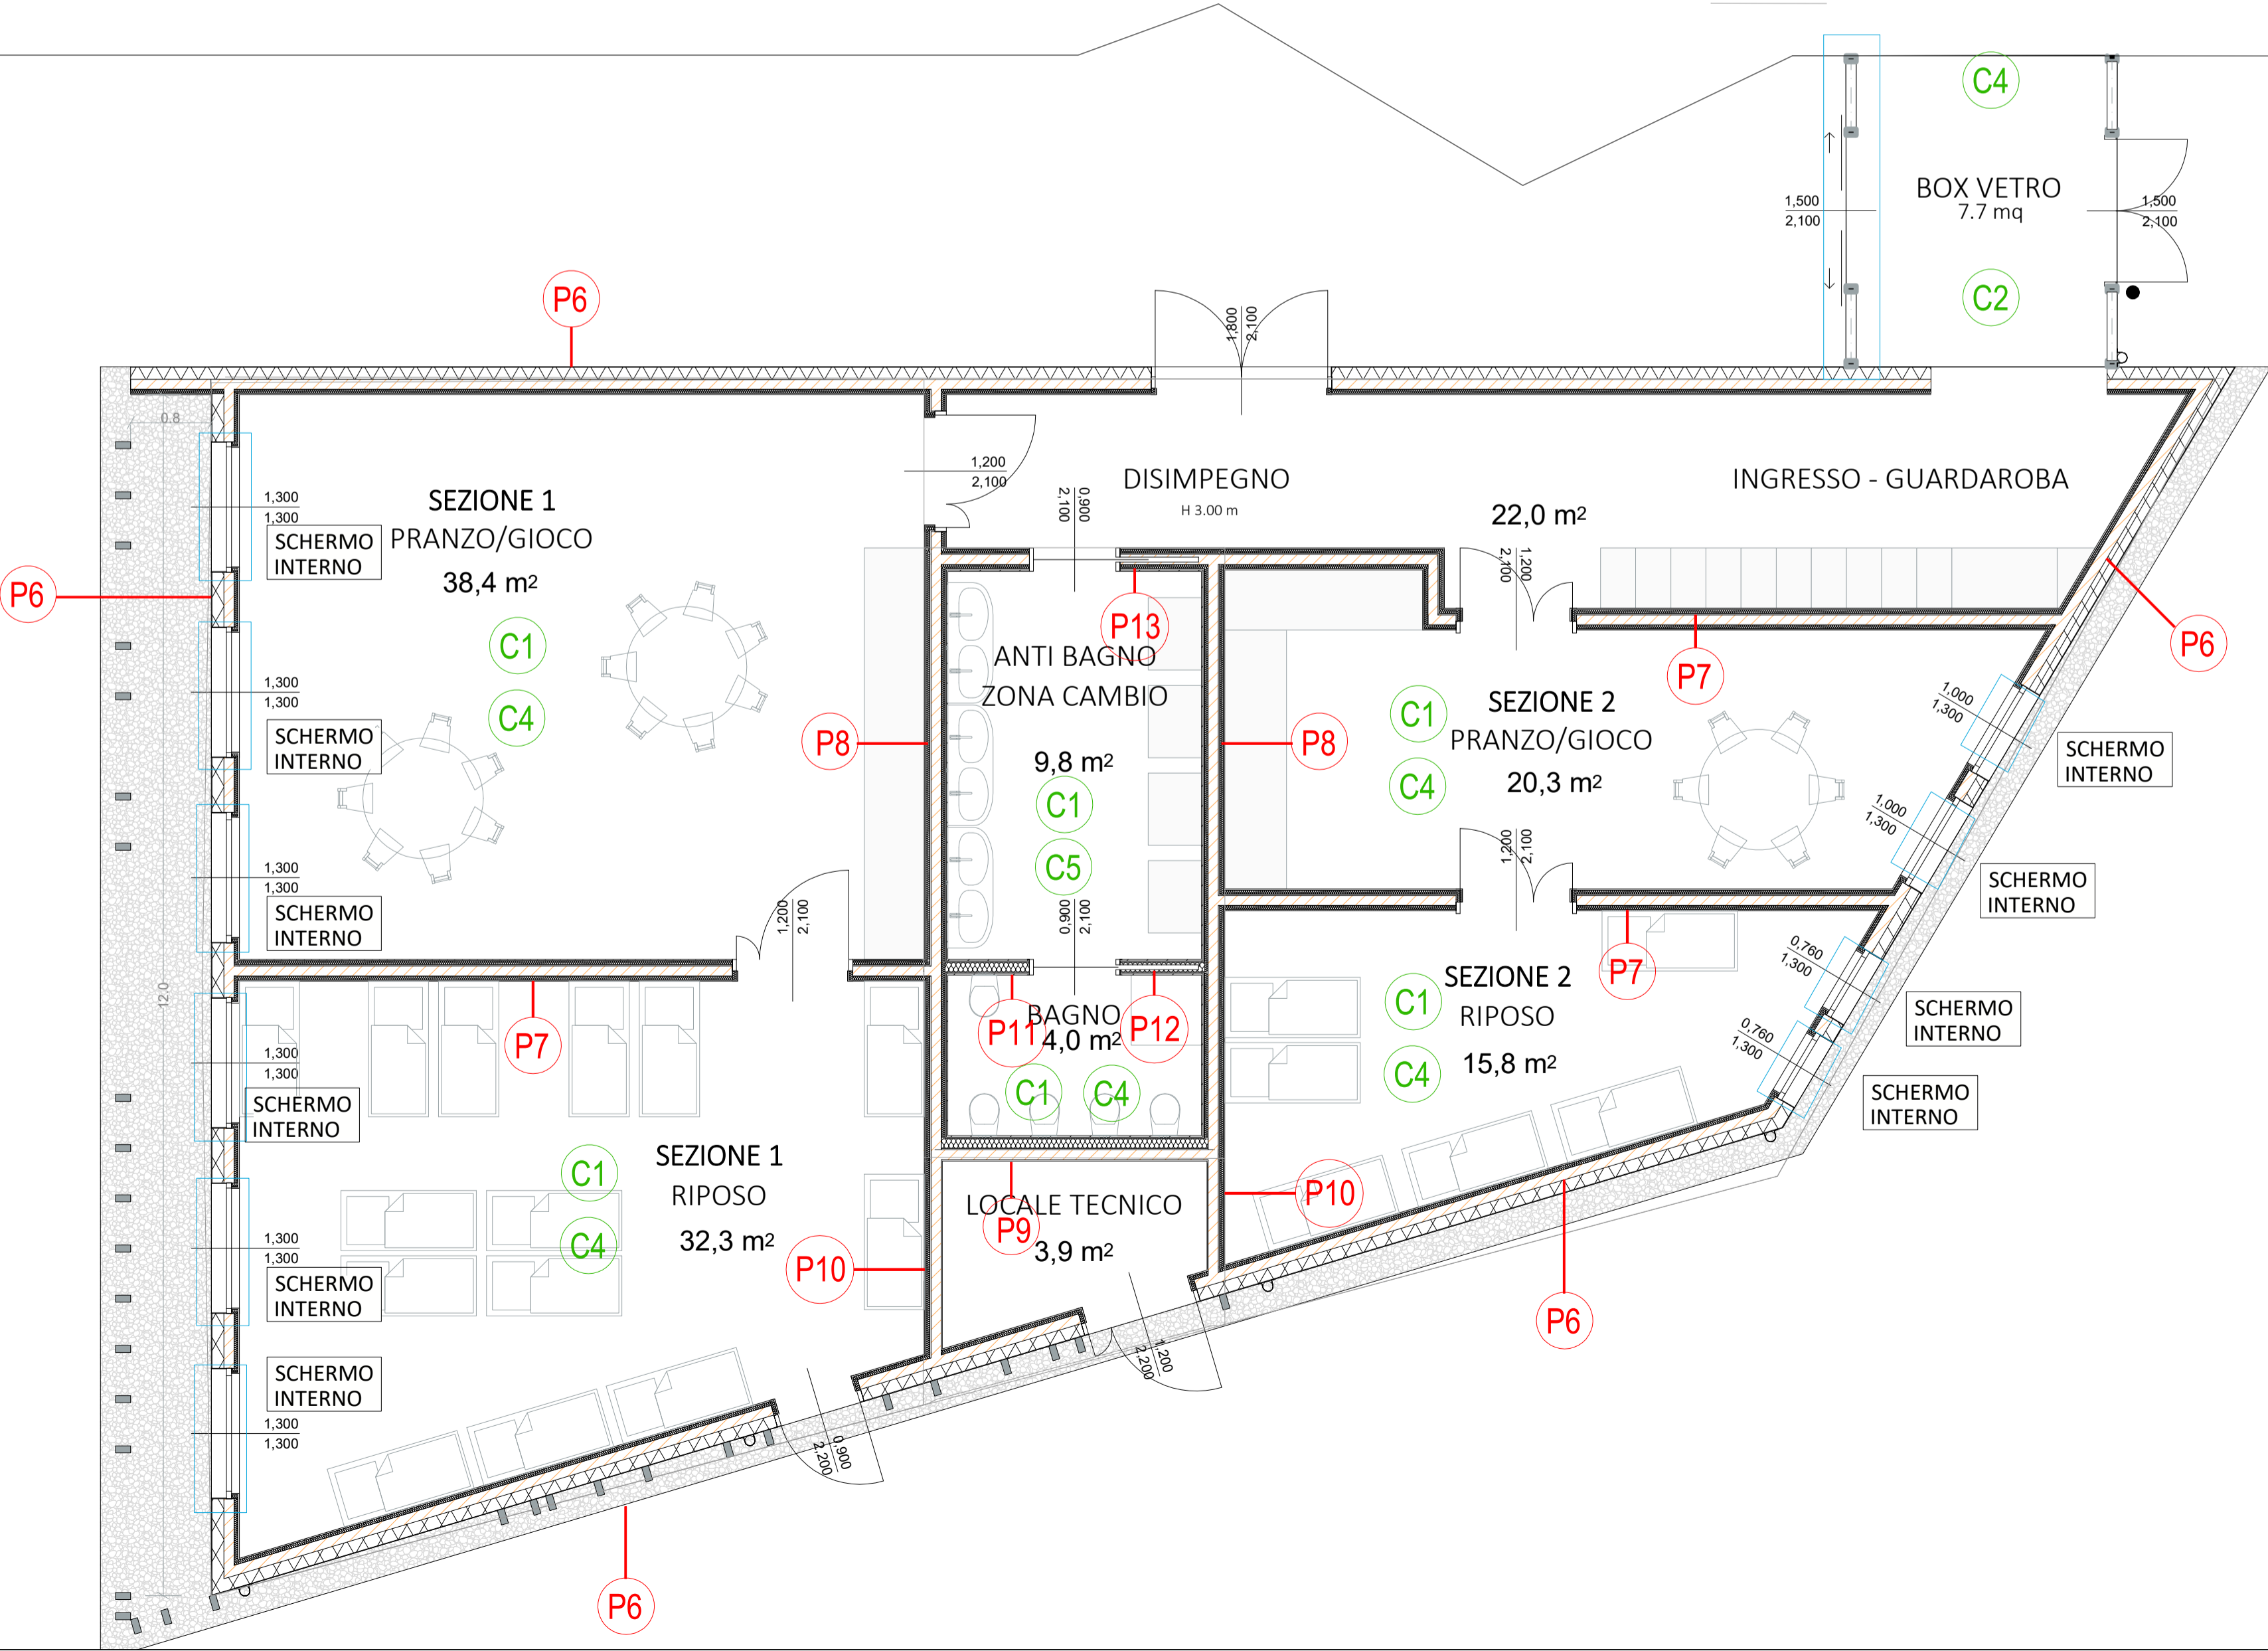 C4
BOX VETRO
7.7 mq
1,500
2,100
1,500
2,100
C2
P6
1,800
2,100
0.8
1,200
2,100
SEZIONE 1
PRANZO/GIOCO
38,4 m²
1,300
1,300
SCHERMO
INTERNO
DISIMPEGNO
H 3.00 m
0,900
2,100
INGRESSO - GUARDAROBA
22,0 m²
1,200
2,100
P6
P6
C1
C4
1,300
1,300
SCHERMO
INTERNO
P8
P13
ANTI BAGNO
ZONA CAMBIO
9,8 m²
C1
C5
0,900
2,100
P8
P7
C1
C4
SEZIONE 2
PRANZO/GIOCO
20,3 m²
1,200
2,100
1,000
1,300
SCHERMO
INTERNO
1,000
1,300
SCHERMO
INTERNO
1,300
1,300
SCHERMO
INTERNO
1,200
2,100
12.0
P7
1,300
1,300
SCHERMO
INTERNO
P11
BAGNO
4,0 m²
P12
C1
C4
C1
C4
SEZIONE 2
RIPOSO
15,8 m²
P7
0,760
1,300
SCHERMO
INTERNO
0,760
1,300
SCHERMO
INTERNO
SEZIONE 1
RIPOSO
32,3 m²
C1
C4
1,300
1,300
SCHERMO
INTERNO
P10
LOCALE TECNICO
P9
3,9 m²
P10
1,200
2,200
P6
SCHERMO
INTERNO
1,300
1,300
0,900
2,200
P6